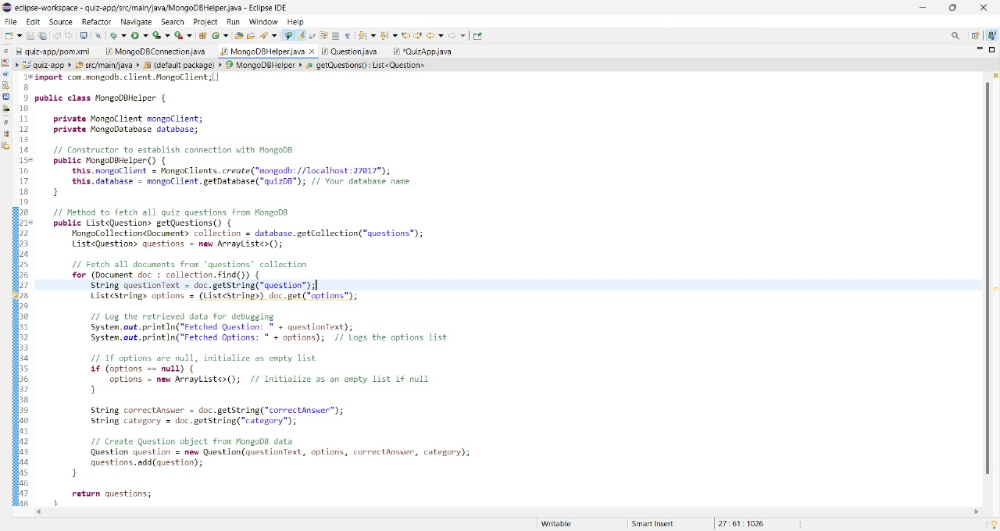 eclipse-workspace - quiz-app/src/main/java/MongoDBHelper.java - Eclipse IDE
File Edit Source Refactor Navigate Search Project Run Window Help
quiz-app/pom.xml MongoDBConnection.java MongoDBHelper.java Question.java *QuizApp.java
quiz-app src/main/java (default package) MongoDBHelper getQuestions() : List<Question>
1 import com.mongodb.client.MongoClient;
8
9 public class MongoDBHelper {
10
11 private MongoClient mongoClient;
12 private MongoDatabase database;
13
14 // Constructor to establish connection with MongoDB
15 public MongoDBHelper() {
16 this.mongoClient = MongoClients.create("mongodb://localhost:27017");
17 this.database = mongoClient.getDatabase("quizDB"); // Your database name
18 }
19
20 // Method to fetch all quiz questions from MongoDB
21 public List<Question> getQuestions() {
22 MongoCollection<Document> collection = database.getCollection("questions");
23 List<Question> questions = new ArrayList<>();
24
25 // Fetch all documents from 'questions' collection
26 for (Document doc : collection.find()) {
27 String questionText = doc.getString("question");
28 List<String> options = (List<String>) doc.get("options");
29
30 // Log the retrieved data for debugging
31 System.out.println("Fetched Question: " + questionText);
32 System.out.println("Fetched Options: " + options); // Logs the options list
33
34 // If options are null, initialize as empty list
35 if (options == null) {
36 options = new ArrayList<>(); // Initialize as an empty list if null
37 }
38
39 String correctAnswer = doc.getString("correctAnswer");
40 String category = doc.getString("category");
41
42 // Create Question object from MongoDB data
43 Question question = new Question(questionText, options, correctAnswer, category);
44 questions.add(question);
45 }
46
47 return questions;
48 }
Writable Smart Insert 27 : 61 : 1026